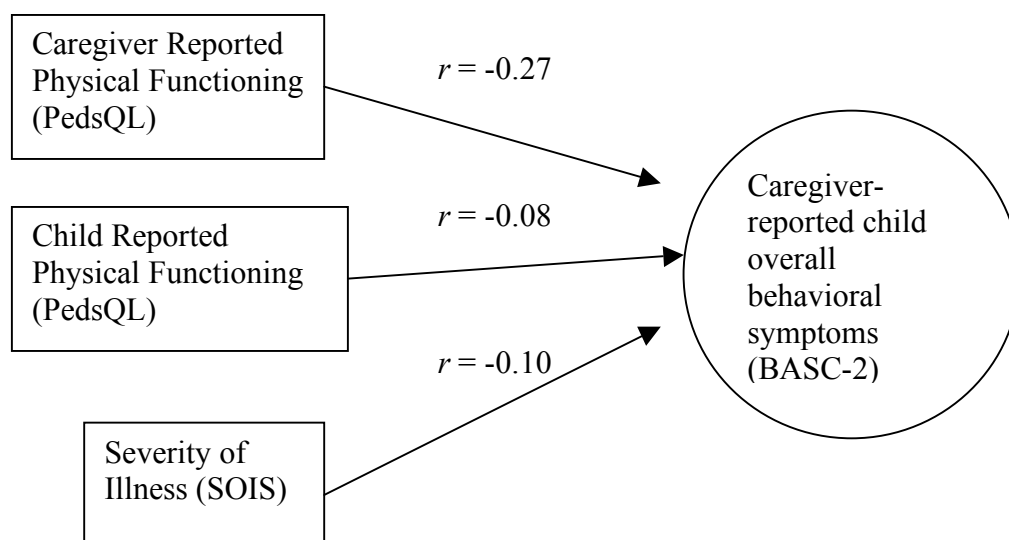 Caregiver Reported
Physical Functioning
(PedsQL)
r = -0.27
Child Reported
Physical Functioning
(PedsQL)
r = -0.08
Severity of
Illness (SOIS)
r = -0.10
Caregiver-
reported child
overall
behavioral
symptoms
(BASC-2)